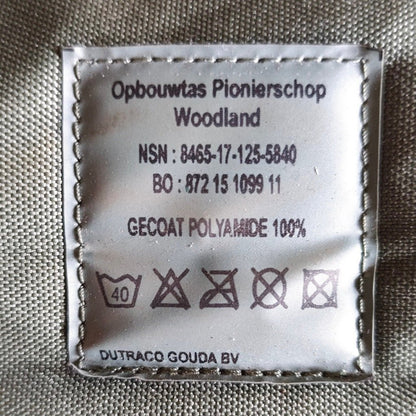 Opbouwtas Pionierschop
Woodland
NSN : 8465-17-125-5840
BO : 872 15 1099 11
GECOAT POLYAMIDE 100%
40
DUTRACO GOUDA BV